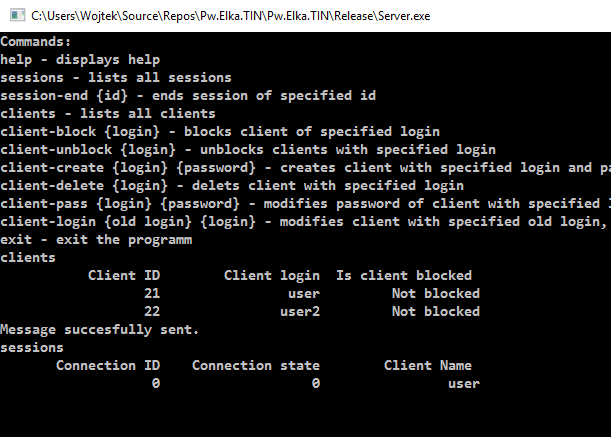 C:\Users\Wojtek\Source\Repos\Pw.Elka.TIN\Pw.Elka.TIN\Release\Server.exe
Commands:
help - displays help
sessions - lists all sessions
session-end {id} - ends session of specified id
clients - lists all clients
client-block {login} - blocks client of specified login
client-unblock {login} - unblocks clients with specified login
client-create {login} {password} - creates client with specified login and pa
client-delete {login} - delets client with specified login
client-pass {login} {password} - modifies password of client with specified l
client-login {old login} {login} - modifies client with specified old login,
exit - exit the programm
clients
Client ID Client login Is client blocked
21 user Not blocked
22 user2 Not blocked
Message succesfully sent.
sessions
Connection ID Connection state Client Name
0 0 user